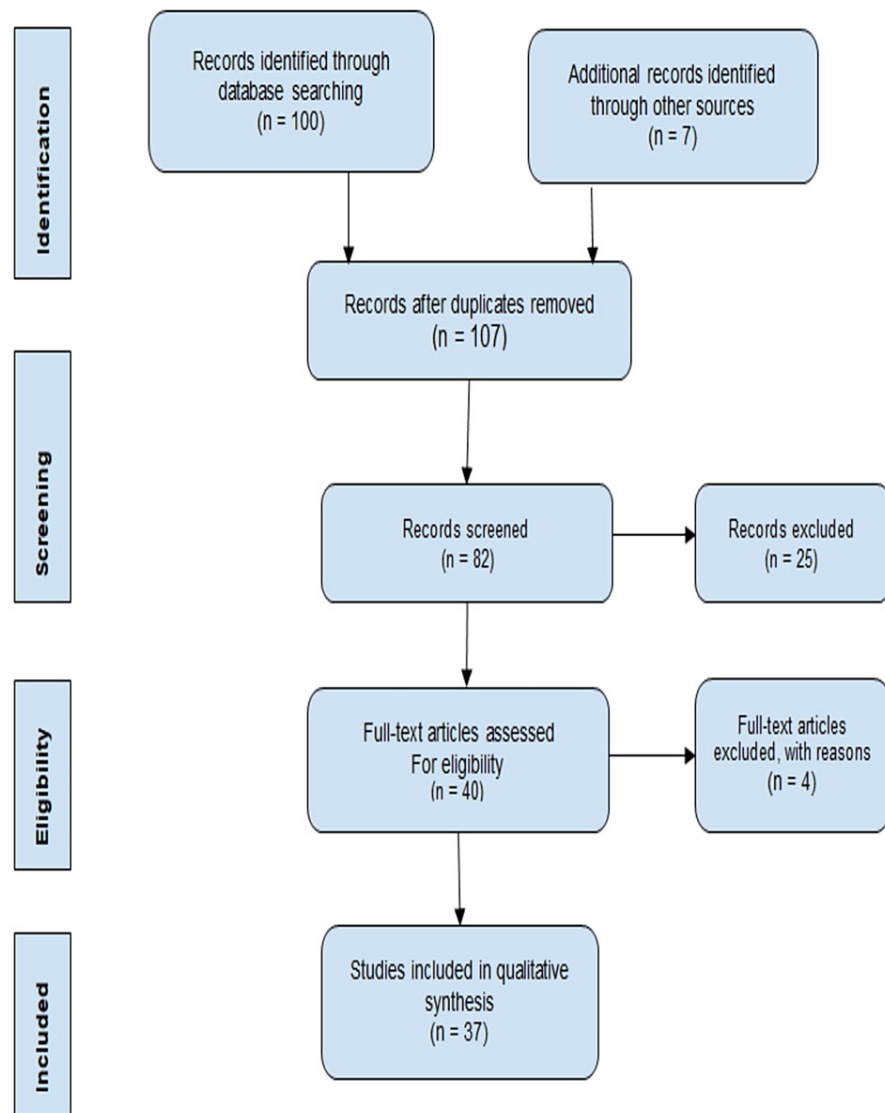 Identification
Records identified through
database searching
(n = 100)
Additional records identified
through other sources
(n = 7)
Records after duplicates removed
(n = 107)
Screening
Records screened
(n = 82)
Records excluded
(n = 25)
Eligibility
Full-text articles assessed
For eligibility
(n = 40)
Full-text articles
excluded, with reasons
(n = 4)
Included
Studies included in qualitative
synthesis
(n = 37)